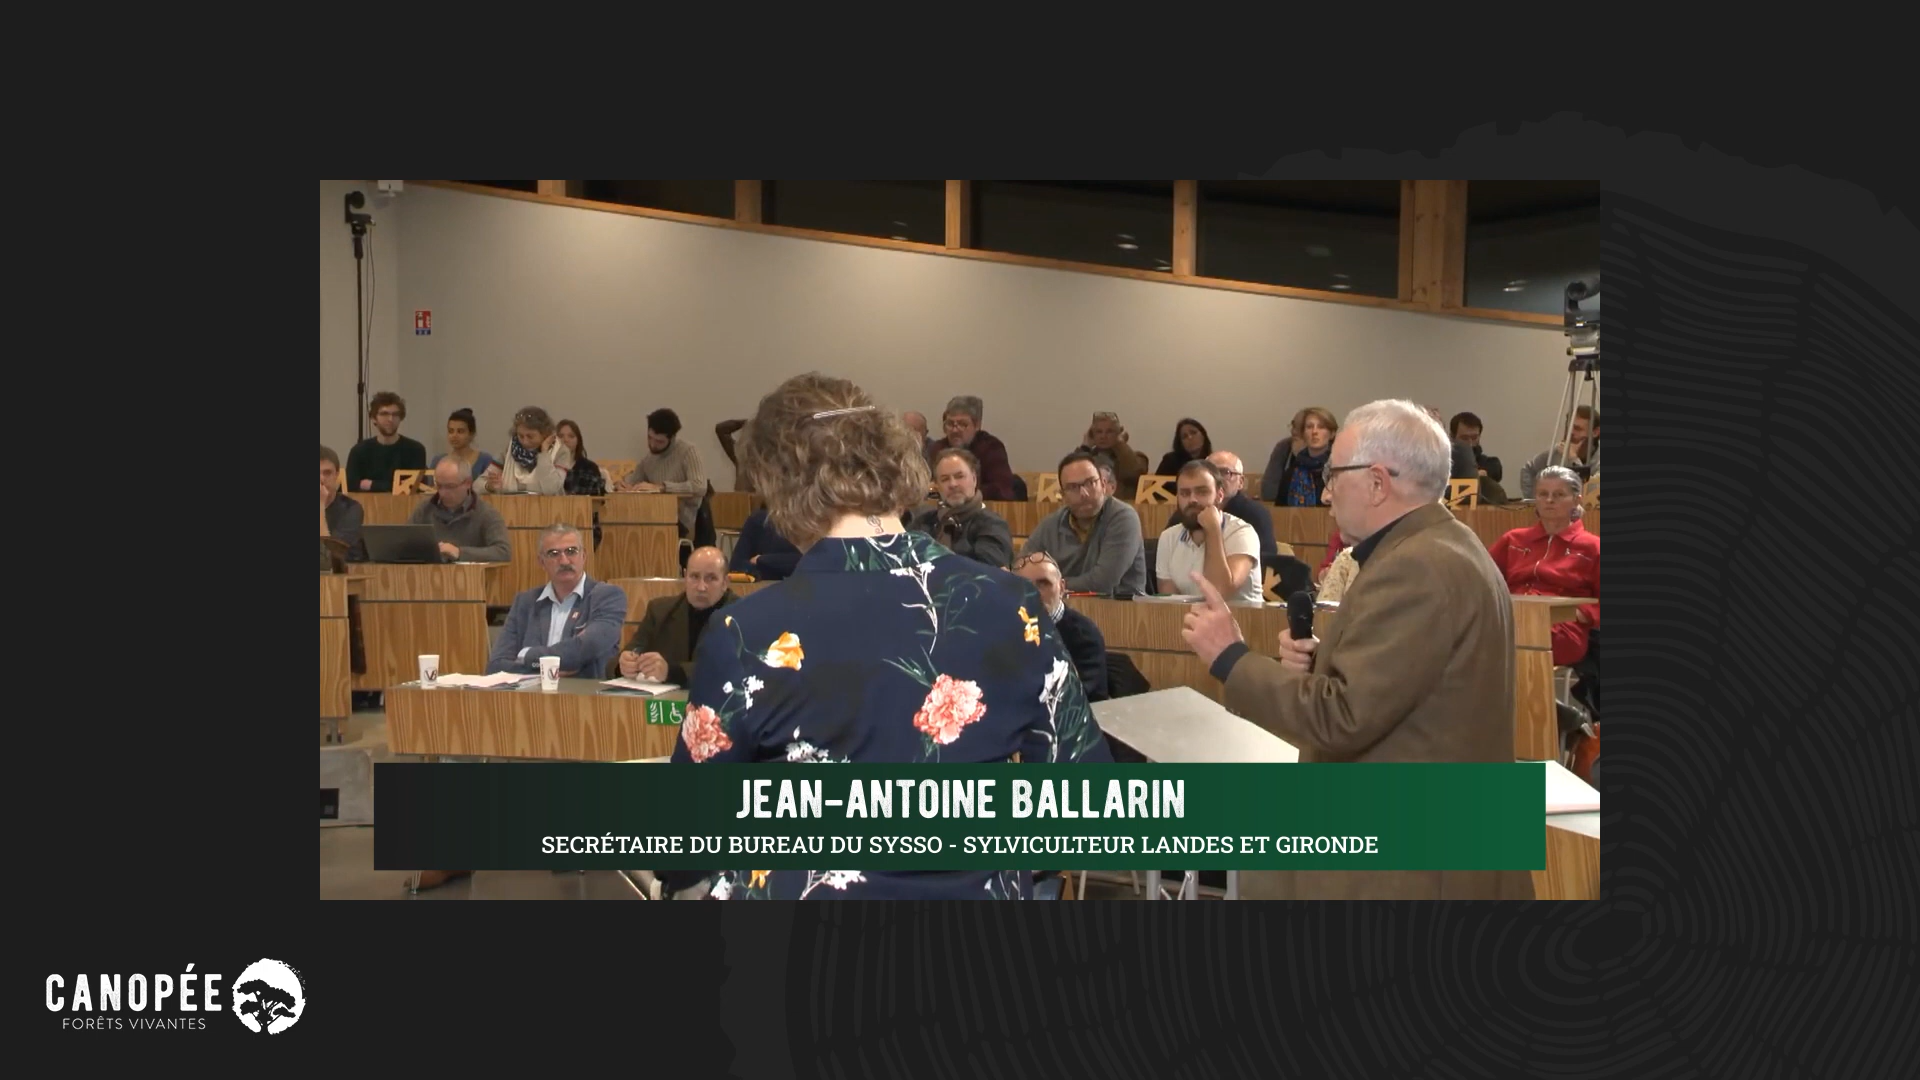 JEAN-ANTOINE BALLARIN
SECRÉTAIRE DU BUREAU DU SYSSO - SYLVICULTEUR LANDES ET GIRONDE
CANOPÉE
FORÊTS VIVANTES